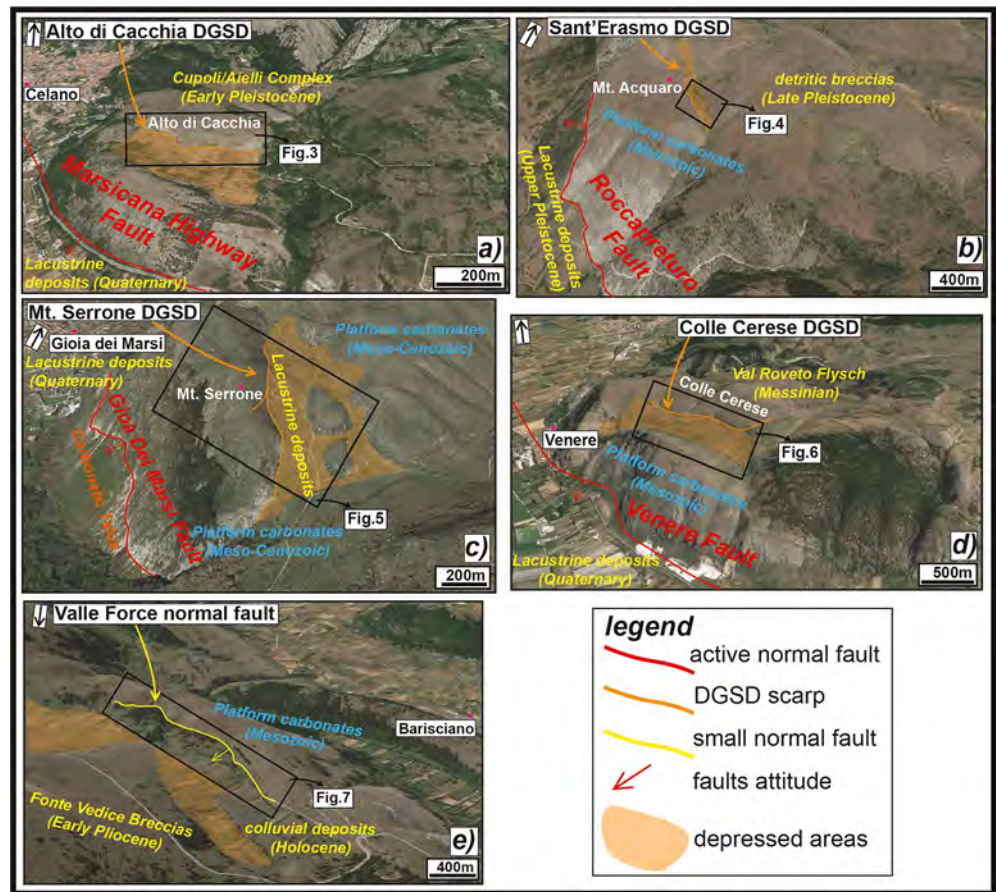 Alto di Cacchia DGSD
Celano
Cupoli/Aielli Complex
(Early Pleistocene)
Alto di Cacchia
Fig.3
Marsicana Highway
Fault
Lacustrine
deposits (Quaternary)
a)
200m
Sant'Erasmo DGSD
Mt. Acquaro
detritic breccias
(Late Pleistocene)
Fig.4
Platform carbonates
(Mesozoic)
Lacustrine deposits
(Upper Pleistocene)
Roccapreturo
Fault
b)
400m
Mt. Serrone DGSD
Gioia dei Marsi
Lacustrine deposits
(Quaternary)
Platform carbonates
(Meso-Cenozoic)
Mt. Serrone
Lacustrine deposits
Gioa Dei Marsi Fault
Carbonatic
Fig.5
Platform carbonates
(Meso-Cenozoic)
c)
200m
Colle Cerese DGSD
Val Roveto Flysch
(Messinian)
Colle Cerese
Venere
Fig.6
Platform carbonates
(Mesozoic)
Venere Fault
Lacustrine deposits
(Quaternary)
d)
500m
Valle Force normal fault
Platform carbonates
(Mesozoic)
Barisciano
Fig.7
Fonte Vedice Breccias
(Early Pliocene)
colluvial deposits
(Holocene)
e)
400m
legend
active normal fault
DGSD scarp
small normal fault
faults attitude
depressed areas